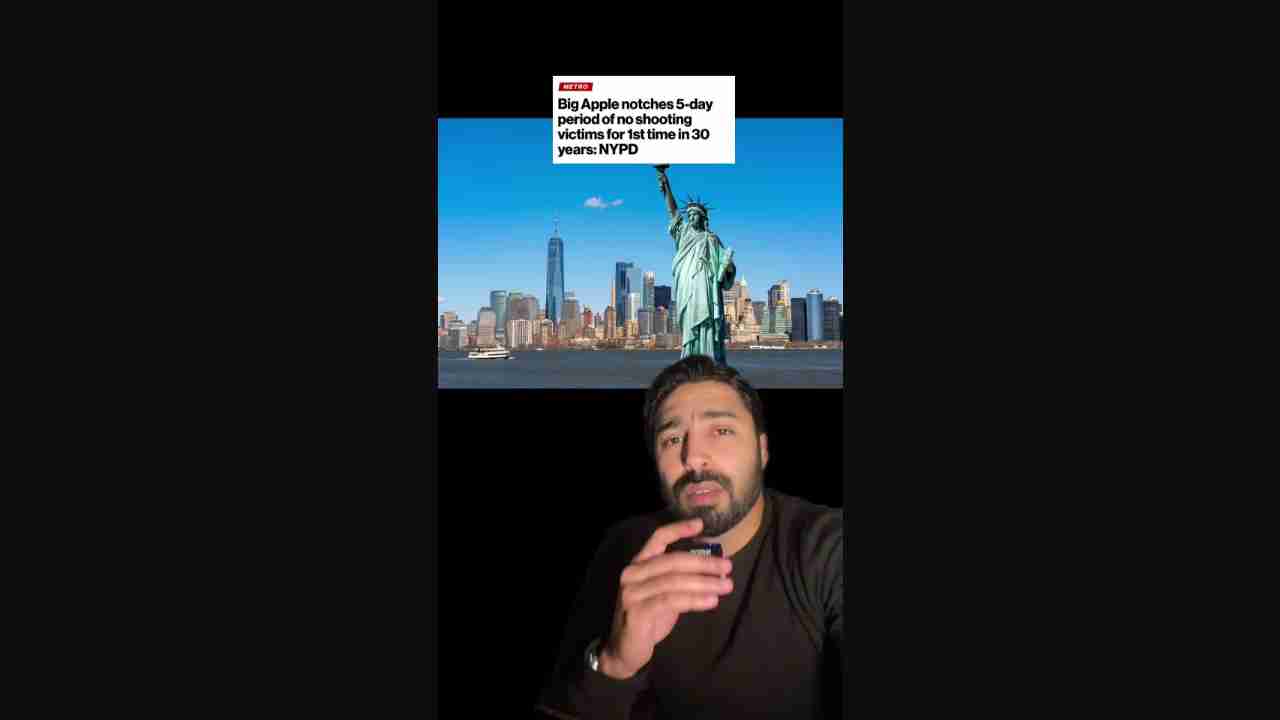 METRO
Big Apple notches 5-day
period of no shooting
victims for 1st time in 30
years: NYPD